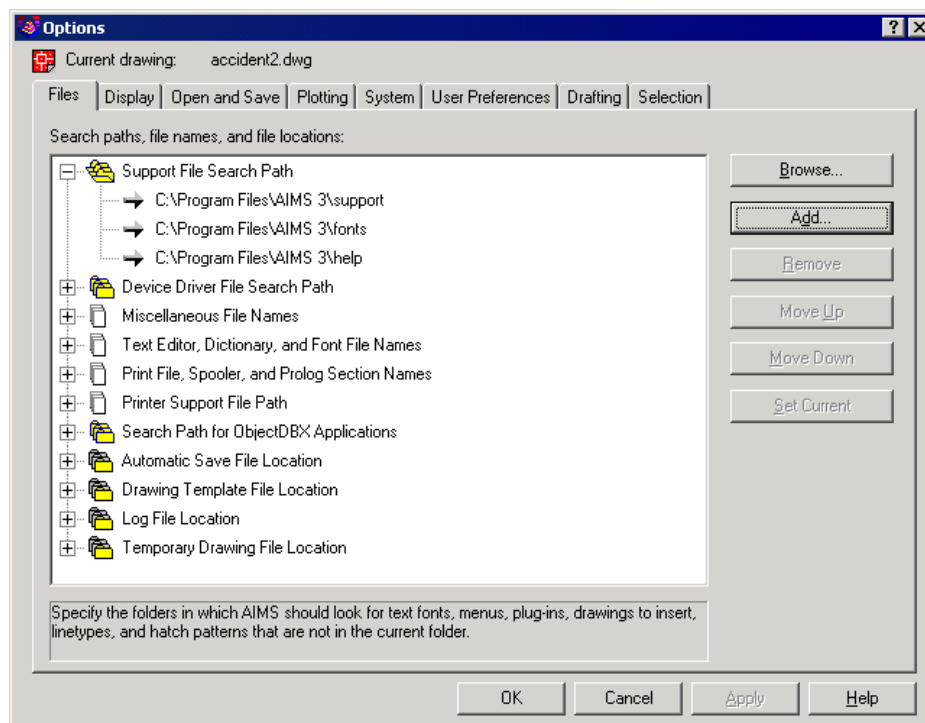 Options
Current drawing: accident2.dwg
Files Display Open and Save Plotting System User Preferences Drafting Selection
Search paths, file names, and file locations:
Support File Search Path
C:\Program Files\AIMS 3\support
C:\Program Files\AIMS 3\fonts
C:\Program Files\AIMS 3\help
Device Driver File Search Path
Miscellaneous File Names
Text Editor, Dictionary, and Font File Names
Print File, Spooler, and Prolog Section Names
Printer Support File Path
Search Path for ObjectDBX Applications
Automatic Save File Location
Drawing Template File Location
Log File Location
Temporary Drawing File Location
Browse...
Add...
Remove
Move Up
Move Down
Set Current
Specify the folders in which AIMS should look for text fonts, menus, plug-ins, drawings to insert,
linetypes, and hatch patterns that are not in the current folder.
OK Cancel Apply Help